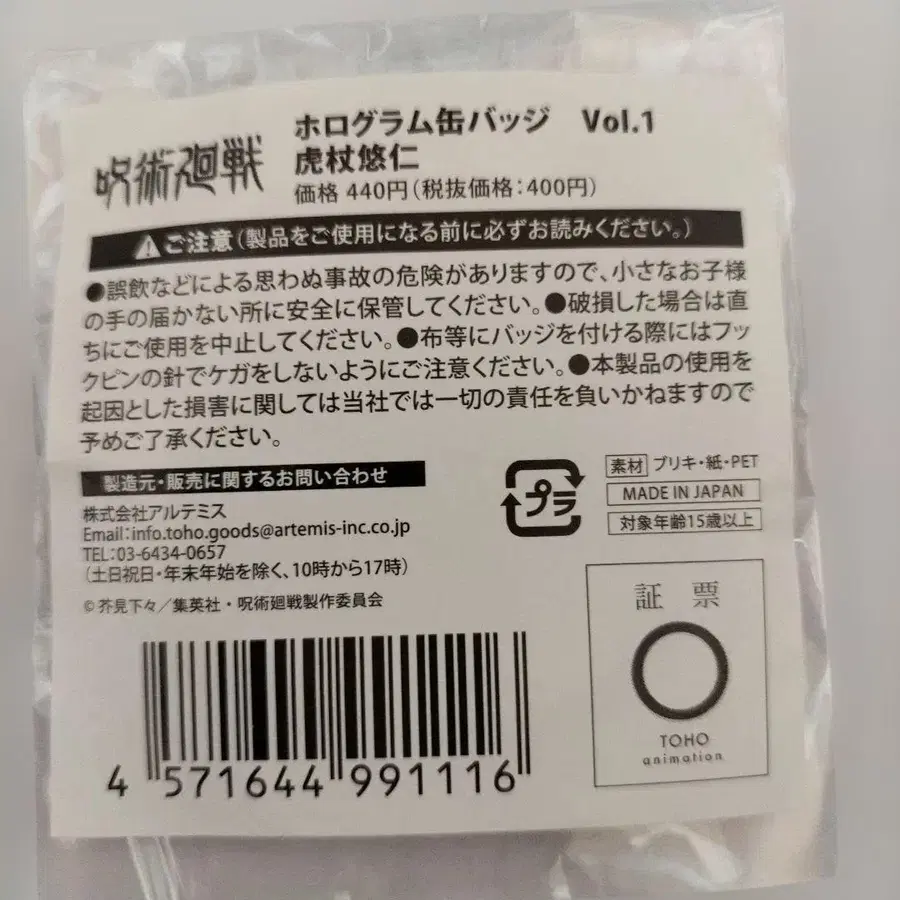 呪術廻戦
ホログラム缶バッジ Vol.1
虎杖悠仁
価格 440円(税抜価格:400円)
ご注意(製品をご使用になる前に必ずお読みください。)
●誤飲などによる思わぬ事故の危険がありますので、小さなお子様
の手の届かない所に安全に保管してください。●破損した場合は直
ちにご使用を中止してください。●布等にバッジを付ける際にはフッ
クピンの針でケガをしないようにご注意ください。●本製品の使用を
起因とした損害に関しては当社では一切の責任を負いかねますので
予めご了承ください。
製造元・販売に関するお問い合わせ
株式会社アルテミス
Email:info.toho.goods@artemis-inc.co.jp
TEL:03-6434-0657
(土日祝日・年末年始を除く、10時から17時)
©芥見下々/集英社・呪術廻戦製作委員会
プラ
素材 ブリキ・紙・PET
MADE IN JAPAN
対象年齢15歳以上
証票
TOHO
animation
4 571644 991116